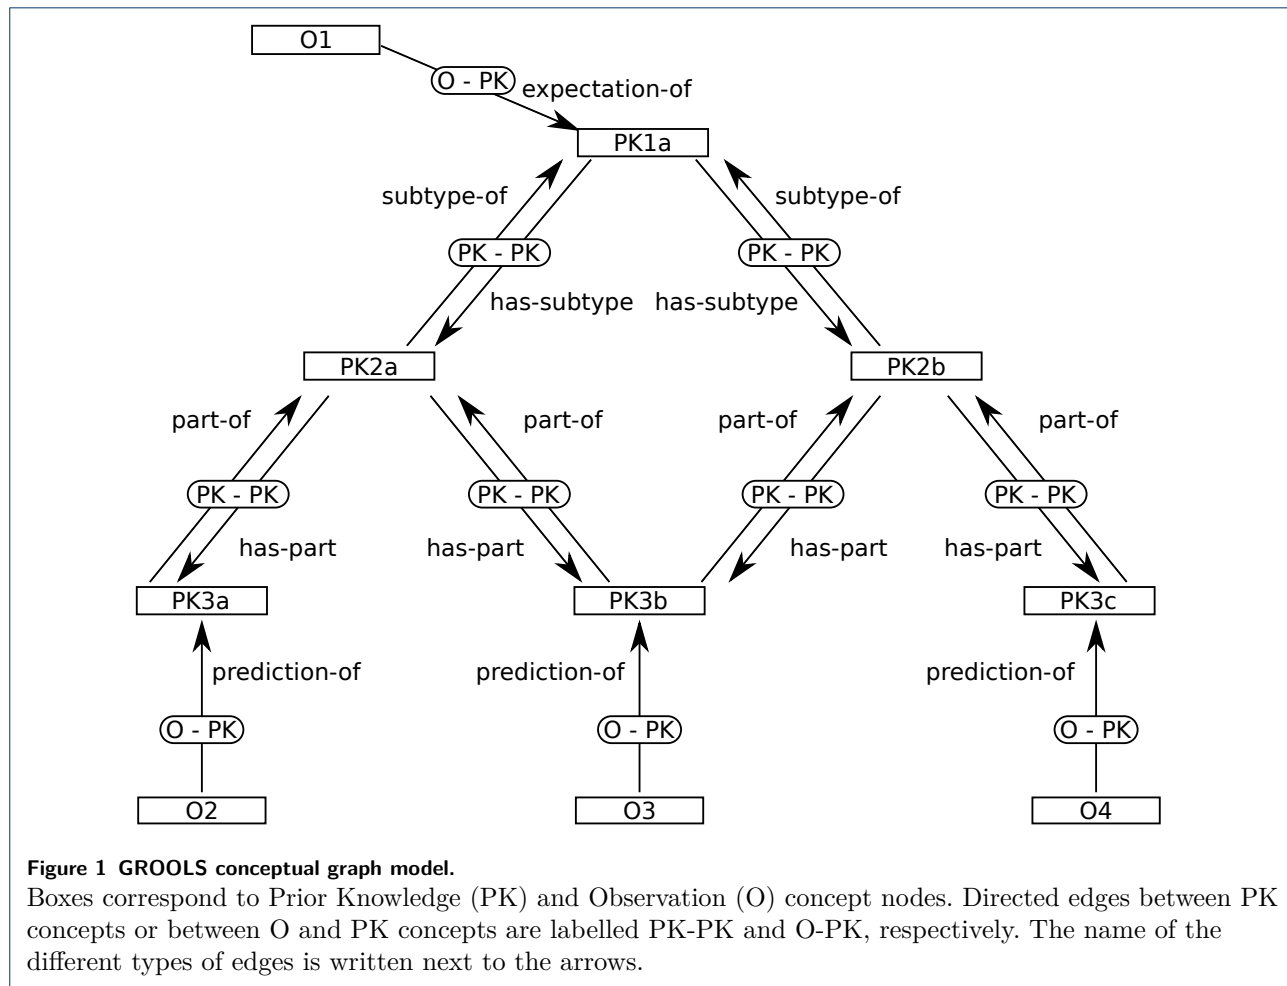 O1
O - PK
expectation-of
PK1a
subtype-of
subtype-of
PK - PK
PK - PK
has-subtype
has-subtype
PK2a
PK2b
part-of
part-of
part-of
part-of
PK - PK
PK - PK
PK - PK
PK - PK
has-part
has-part
has-part
has-part
PK3a
PK3b
PK3c
prediction-of
prediction-of
prediction-of
O - PK
O - PK
O - PK
O2
O3
O4
Figure 1 GROOLS conceptual graph model.
Boxes correspond to Prior Knowledge (PK) and Observation (O) concept nodes. Directed edges between PK
concepts or between O and PK concepts are labelled PK-PK and O-PK, respectively. The name of the
different types of edges is written next to the arrows.